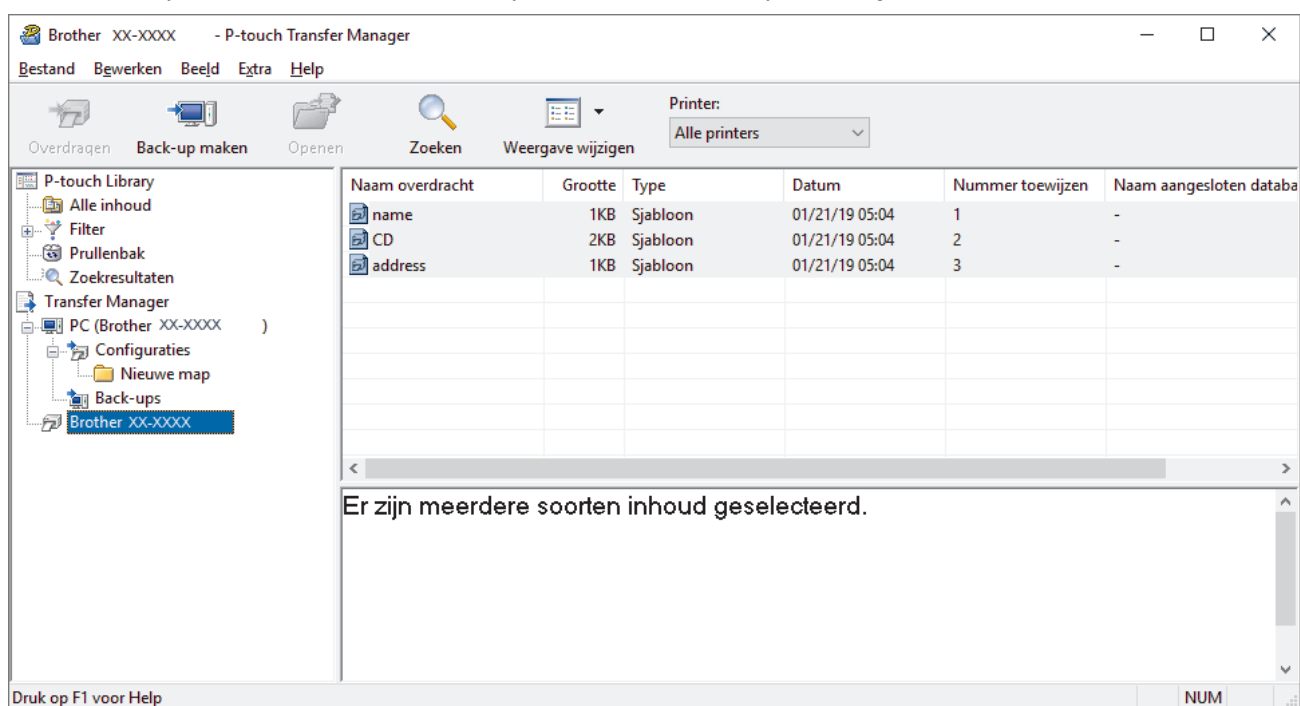 Brother XX-XXXX - P-touch Transfer Manager
Bestand Bewerken Beeld Extra Help
Overdragen Back-up maken Openen Zoeken Weergave wijzigen
Printer:
Alle printers
P-touch Library
Alle inhoud
Filter
Prullenbak
Zoekresultaten
Transfer Manager
PC (Brother XX-XXXX )
Configuraties
Nieuwe map
Back-ups
Brother XX-XXXX
Naam overdracht Grootte Type Datum Nummer toewijzen Naam aangesloten databa
name 1KB Sjabloon 01/21/19 05:04 1 -
CD 2KB Sjabloon 01/21/19 05:04 2 -
address 1KB Sjabloon 01/21/19 05:04 3 -
Er zijn meerdere soorten inhoud geselecteerd.
Druk op F1 voor Help NUM